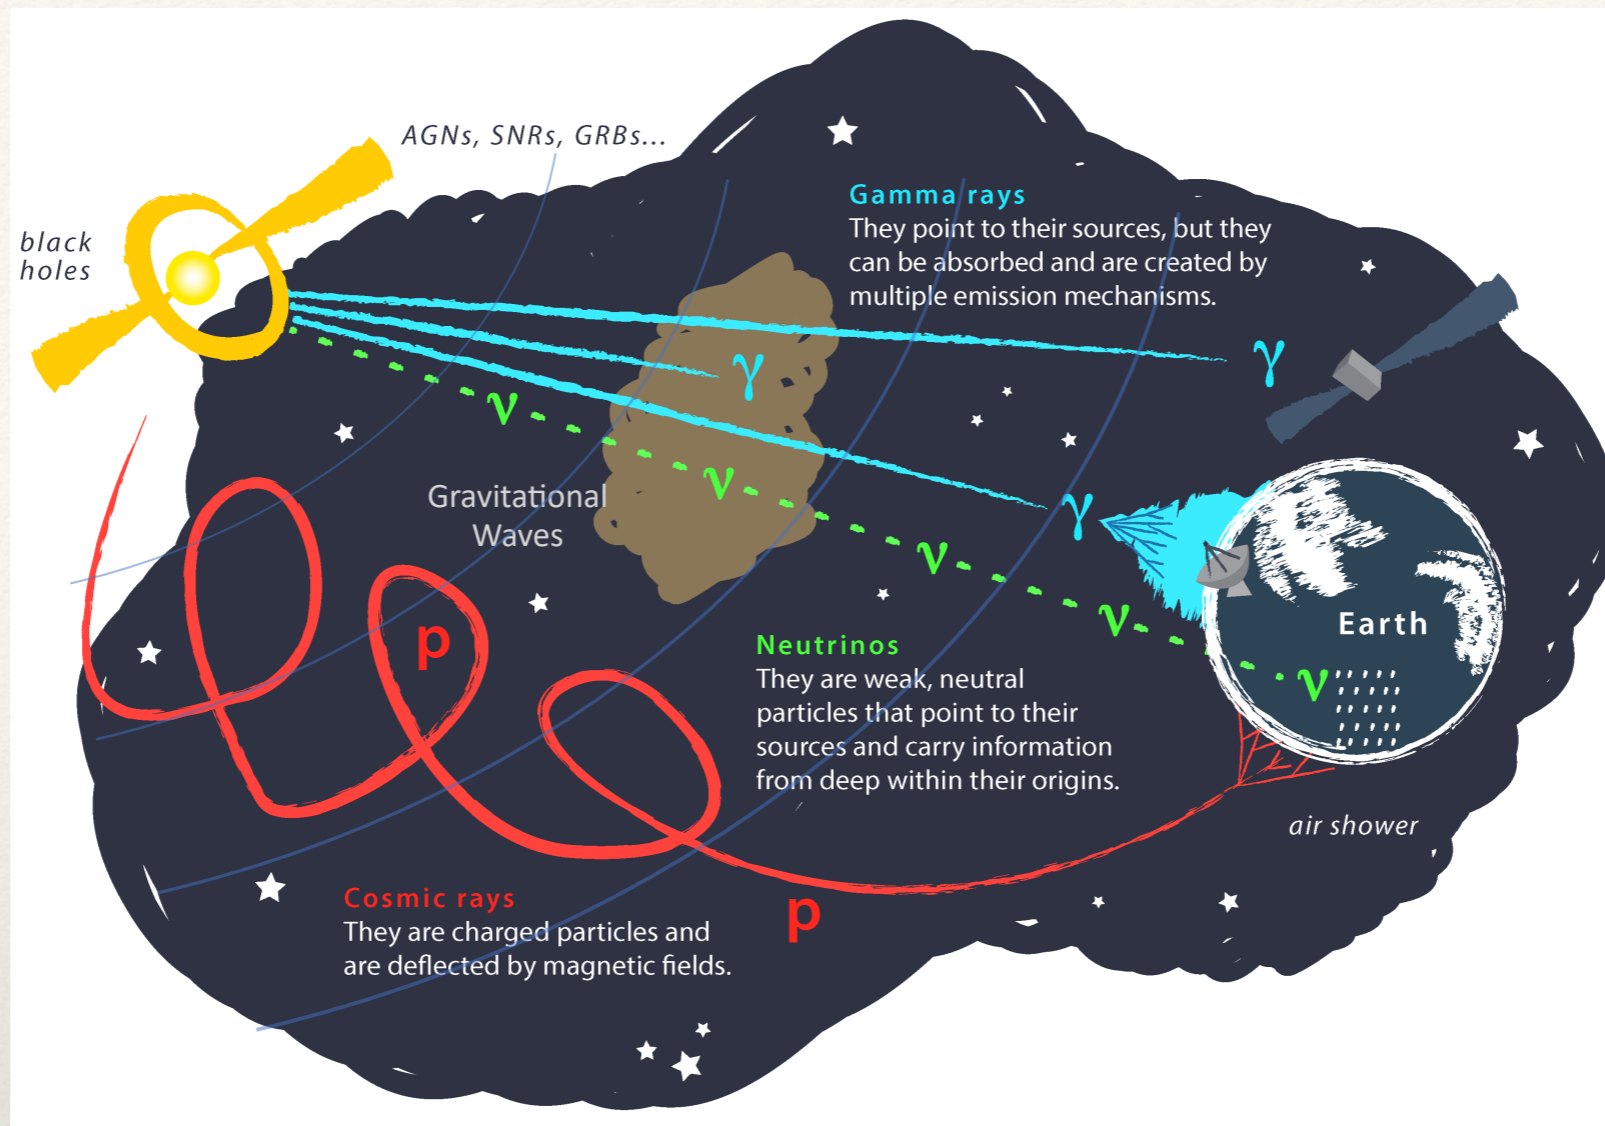 AGNs, SNRs, GRBs...
black
holes
Gamma rays
They point to their sources, but they
can be absorbed and are created by
multiple emission mechanisms.
γ
γ
ν
ν
Gravitational
Waves
γ
ν
ν
Earth
p
Neutrinos
They are weak, neutral
particles that point to their
sources and carry information
from deep within their origins.
ν
air shower
Cosmic rays
They are charged particles and
are deflected by magnetic fields.
p